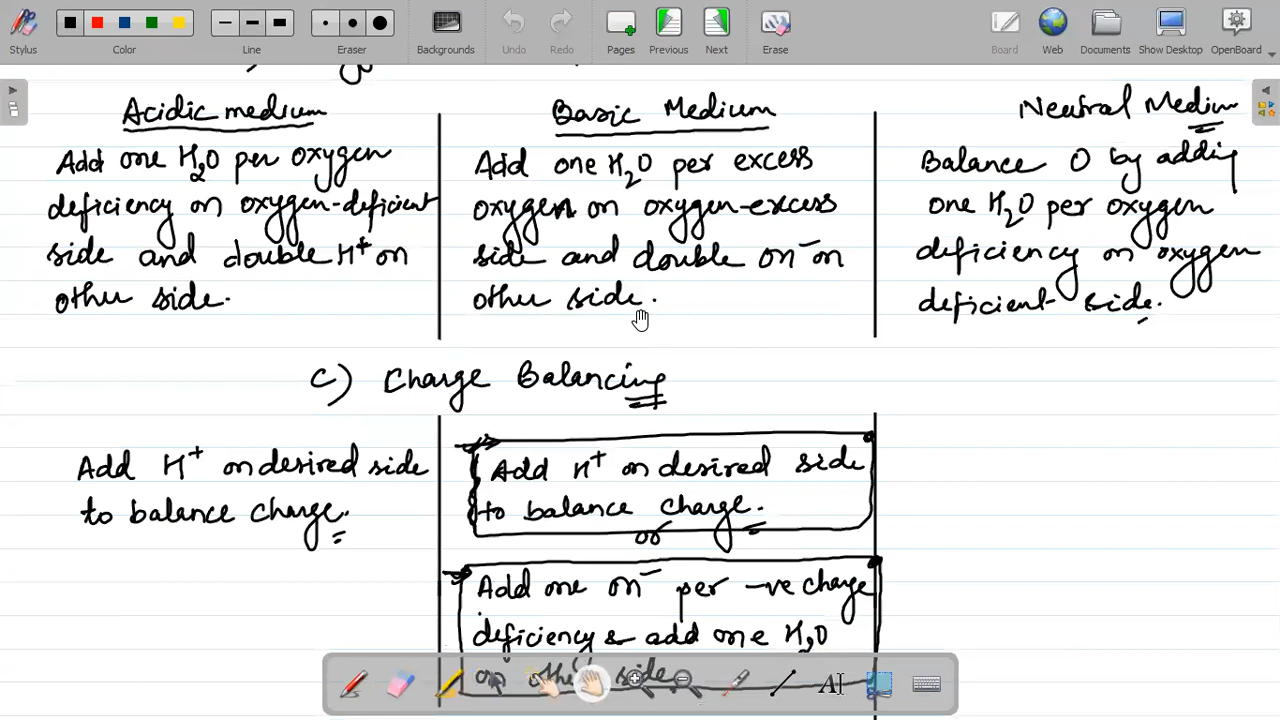 Stylus
Color
Line
Eraser
Backgrounds
Undo
Redo
Pages
Previous
Next
Erase
Board
Web
Documents
Show Desktop
OpenBoard
Acidic medium
Add one H2O per oxygen
deficiency on oxygen-deficient
side and double H+ on
other side.
Basic Medium
Add one H2O per excess
oxygen on oxygen-excess
side and double OH- on
other side.
Neutral Medium
Balance O by adding
one H2O per oxygen
deficiency on oxygen
deficient side.
C) Charge Balancing
Add H+ on desired side
to balance charge.
Add H+ on desired side
to balance charge.
or
Add one OH- per -ve charge
deficiency & add one H2O
on other side